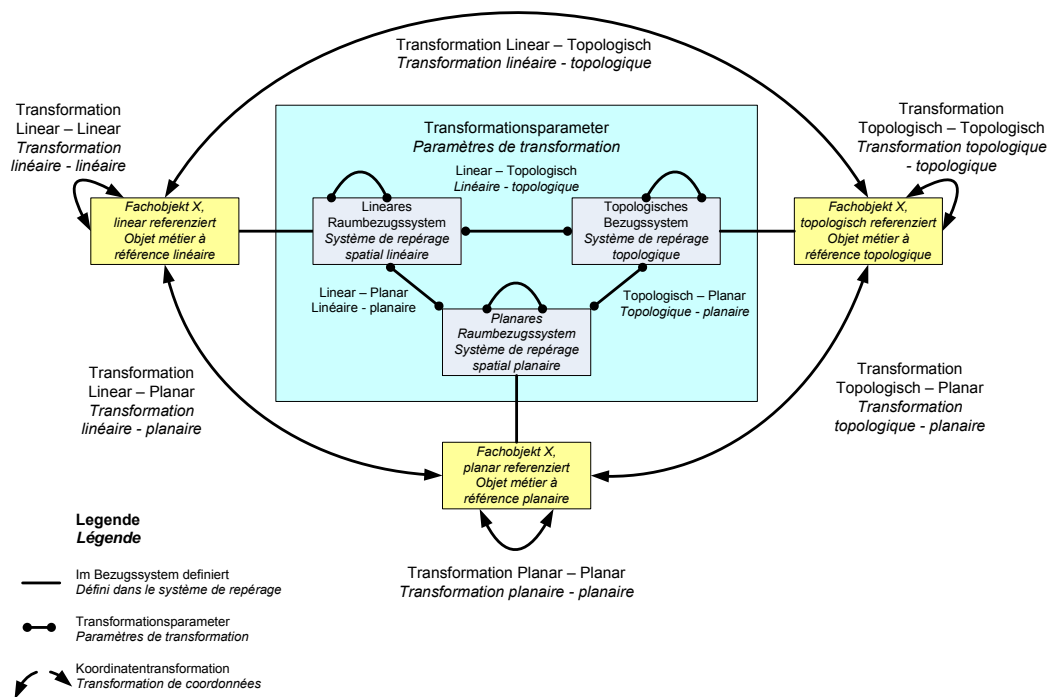 Transformation Linear – Topologisch
Transformation linéaire - topologique
Transformation
Linear – Linear
Transformation
linéaire - linéaire
Transformation
Topologisch – Topologisch
Transformation topologique
- topologique
Transformationsparameter
Paramètres de transformation
Linear – Topologisch
Linéaire - topologique
Fachobjekt X,
linear referenziert
Objet métier à
référence linéaire
Lineares
Raumbezugssystem
Système de repérage
spatial linéaire
Topologisches
Bezugssystem
Système de repérage
topologique
Fachobjekt X,
topologisch referenziert
Objet métier à
référence topologique
Linear – Planar
Linéaire - planaire
Topologisch – Planar
Topologique - planaire
Planares
Raumbezugssystem
Système de repérage
spatial planaire
Transformation
Linear – Planar
Transformation
linéaire - planaire
Transformation
Topologisch – Planar
Transformation
topologique - planaire
Fachobjekt X,
planar referenziert
Objet métier à
référence planaire
Transformation Planar – Planar
Transformation planaire - planaire
Legende
Légende
Im Bezugssystem definiert
Défini dans le système de repérage
Transformationsparameter
Paramètres de transformation
Koordinatentransformation
Transformation de coordonnées